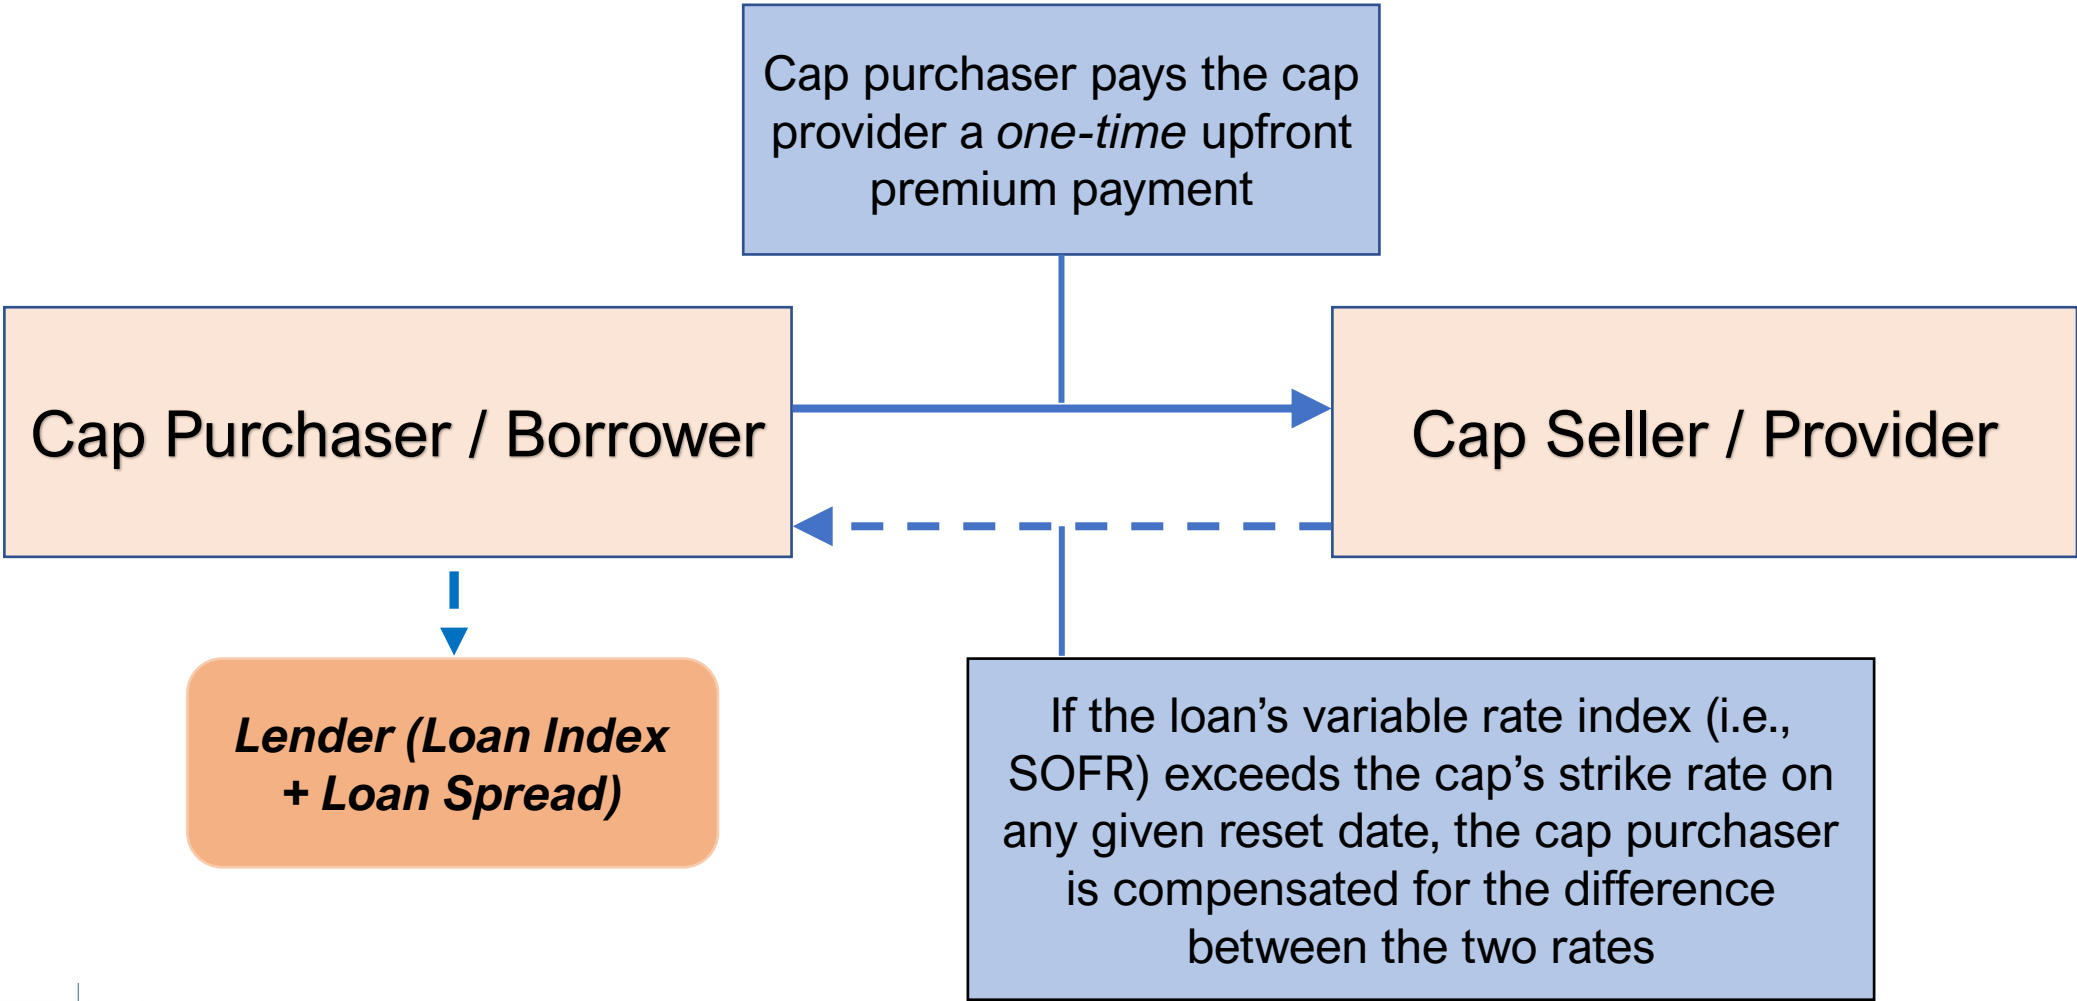 Cap purchaser pays the cap
provider a one-time upfront
premium payment
Cap Purchaser / Borrower
Cap Seller / Provider
Lender (Loan Index
+ Loan Spread)
If the loan’s variable rate index (i.e.,
SOFR) exceeds the cap’s strike rate on
any given reset date, the cap purchaser
is compensated for the difference
between the two rates